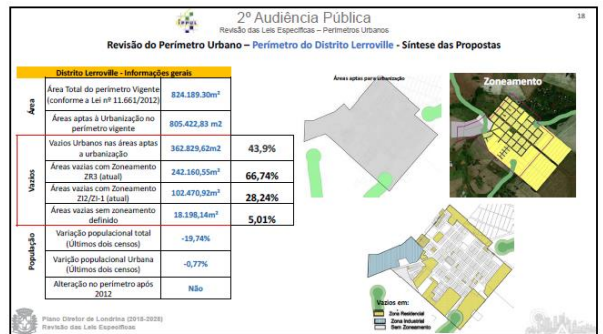 2º Audiência Pública
Revisão das Leis Específicas – Perímetros Urbanos
18
Revisão do Perímetro Urbano – Perímetro do Distrito Lerroville - Síntese das Propostas
Distrito Lerroville - Informações gerais
Área
Área Total do perímetro Vigente
(conforme a Lei nº 11.661/2012)
824.189.30m²
Áreas aptas à Urbanização no
perímetro vigente
805.422,83 m2
Vazios
Vazios Urbanos nas áreas aptas
a urbanização
362.829,62m2
43,9%
Áreas vazias com Zoneamento
ZR3 (atual)
242.160,55m²
66,74%
Áreas vazias com Zoneamento
ZI2/ZI-1 (atual)
102.470,92m²
28,24%
Áreas vazias sem zoneamento
definido
18.198,14m²
5,01%
População
Variação populacional total
(Últimos dois censos)
-19,74%
Varição populacional Urbana
(Últimos dois censos)
-0,77%
Alteração no perímetro após
2012
Não
Áreas aptas para urbanização
Zoneamento
Vazios em:
Zona Residencial
Zona Industrial
Sem Zoneamento
Plano Diretor de Londrina (2018-2028)
Revisão das Leis Específicas